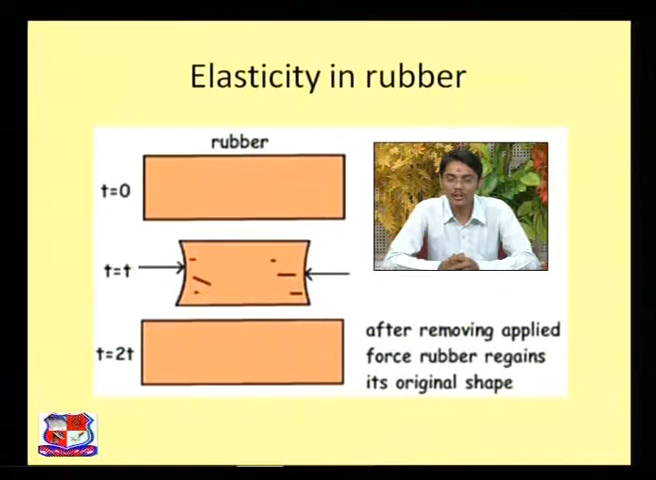 Elasticity in rubber
rubber
t=0
t=t
t=2t
after removing applied
force rubber regains
its original shape